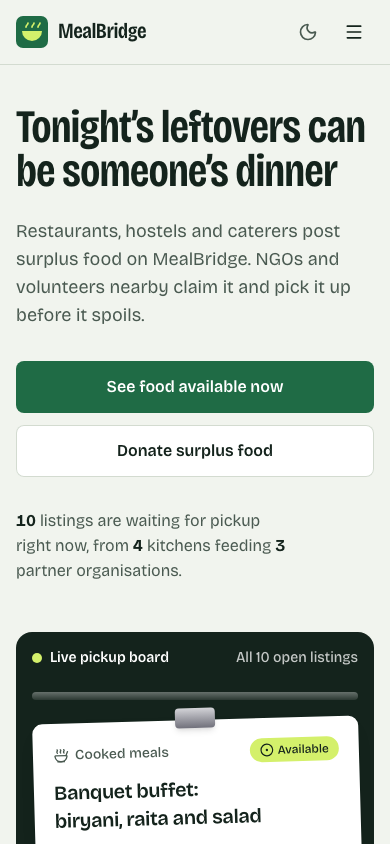 MealBridge
Tonight's leftovers can
be someone's dinner
Restaurants, hostels and caterers post
surplus food on MealBridge. NGOs and
volunteers nearby claim it and pick it up
before it spoils.
See food available now
Donate surplus food
10 listings are waiting for pickup
right now, from 4 kitchens feeding 3
partner organisations.
Live pickup board
All 10 open listings
Cooked meals
Available
Banquet buffet:
biryani, raita and salad